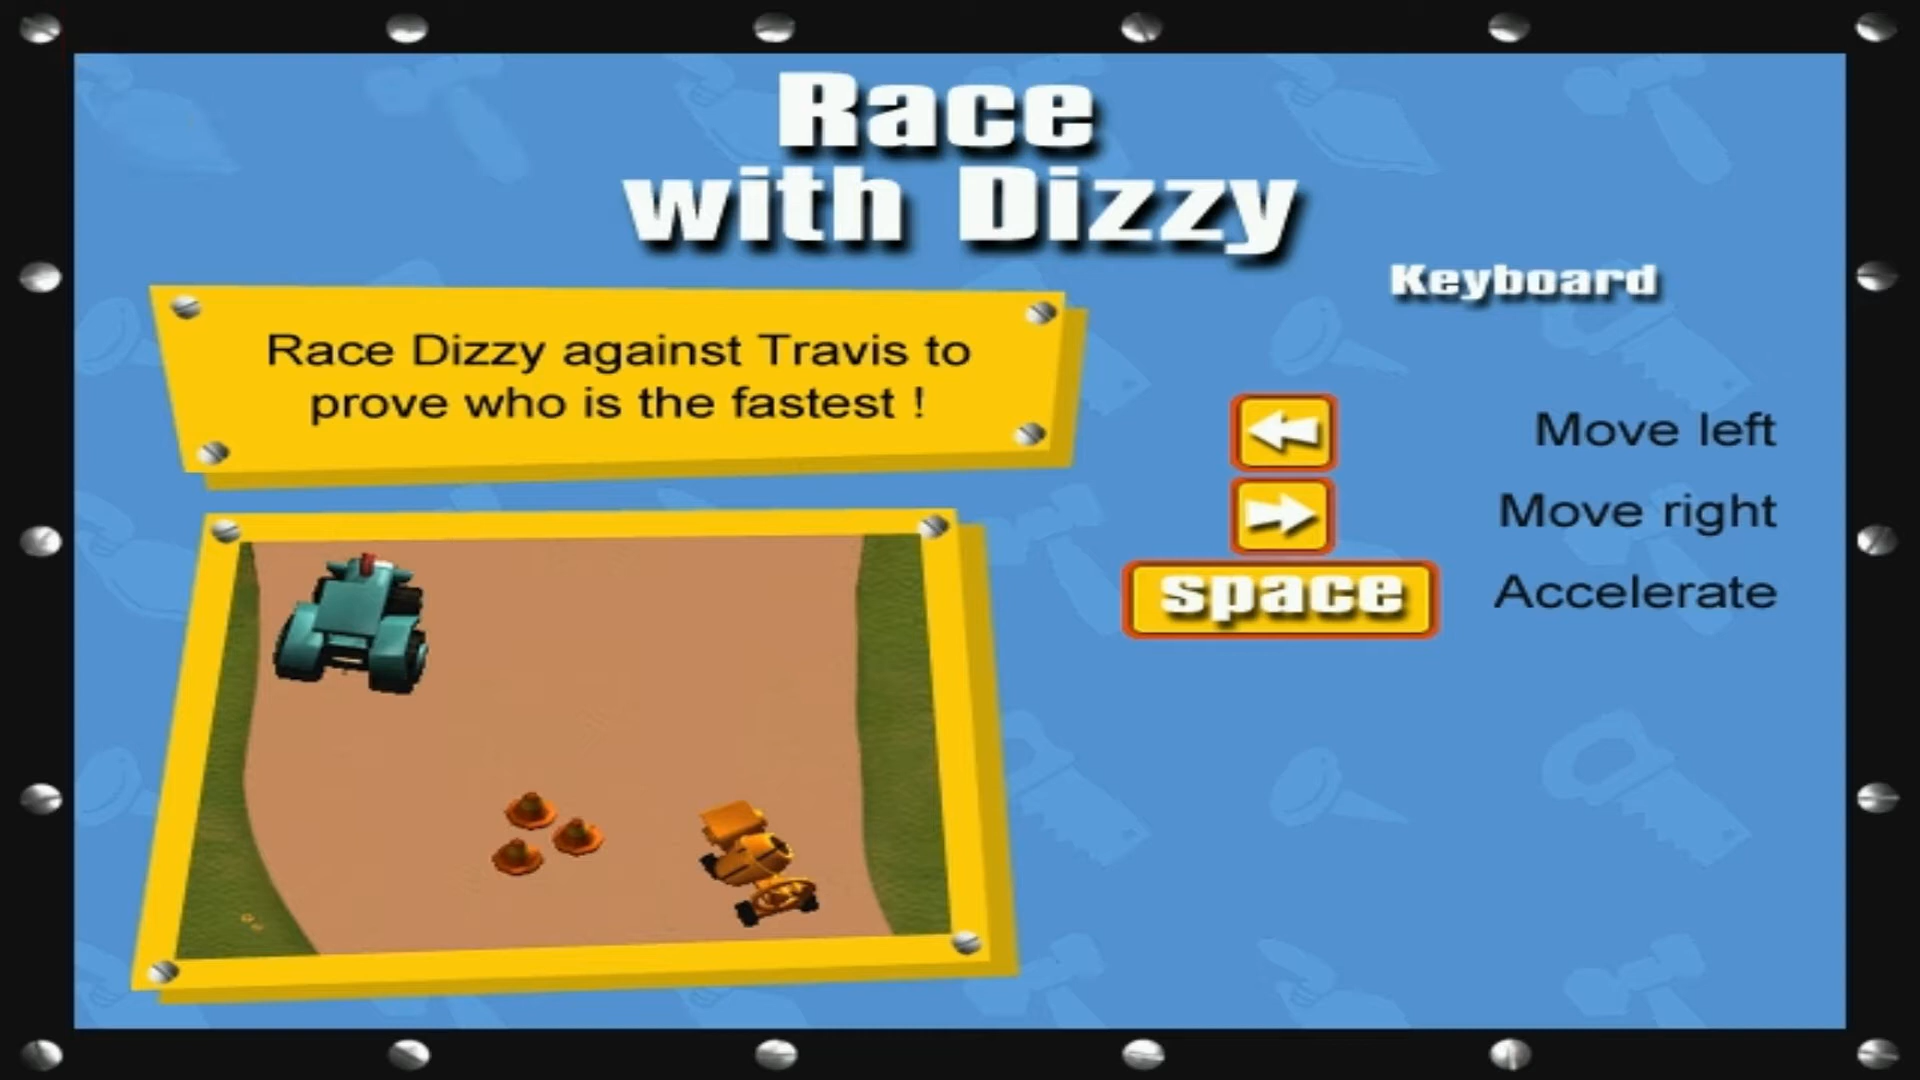 Race
with Dizzy
Race Dizzy against Travis to
prove who is the fastest !
Keyboard
Move left
Move right
space Accelerate